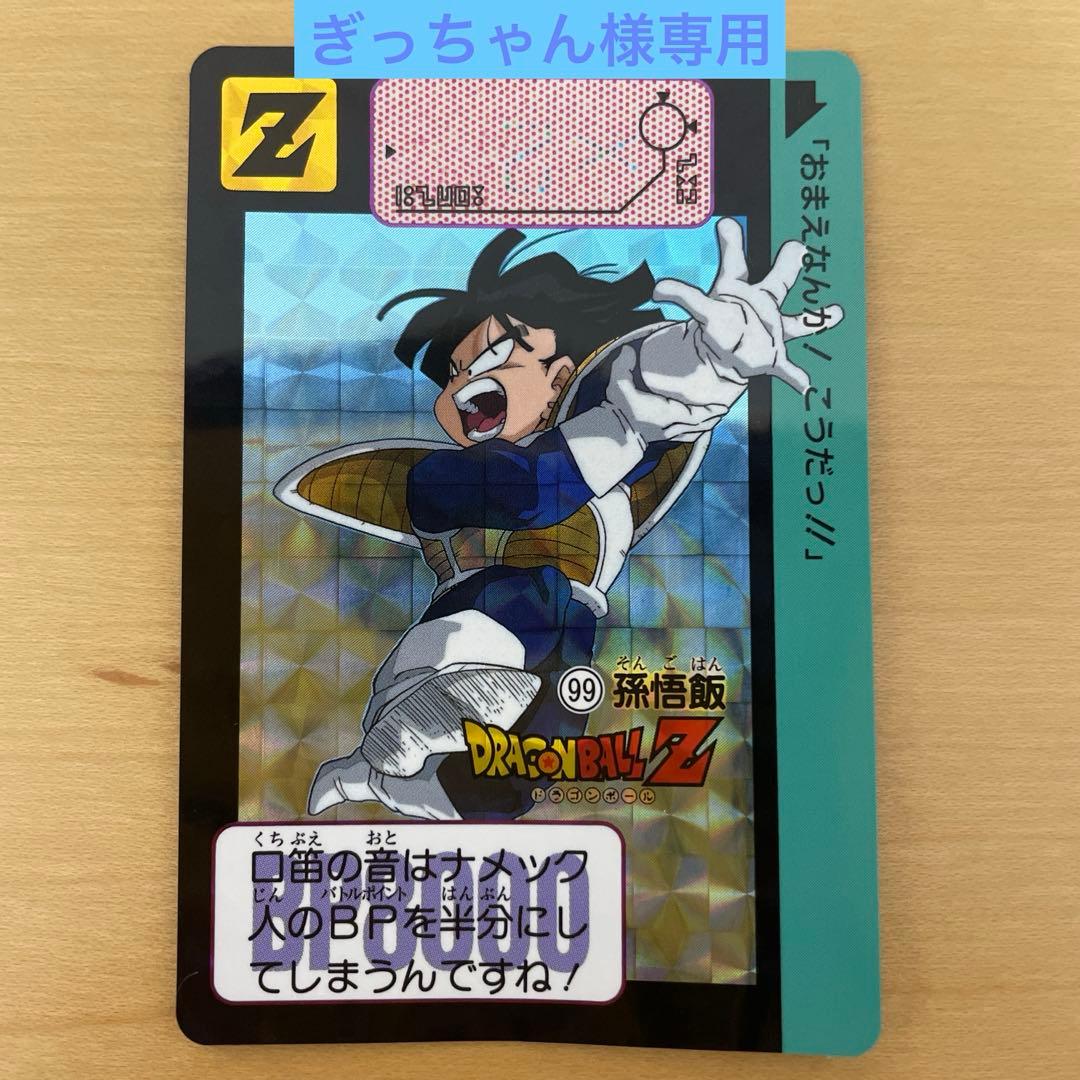 ぎっちゃん様専用
Z
「おまえなんか! こうだっ!!」
そん ご はん
99 孫悟飯
DRAGONBALL Z
ドラゴンボール
くちぶえ おと
口笛の音はナメック
じん バトルポイント はんぶん
人のBPを半分にし
てしまうんですね!